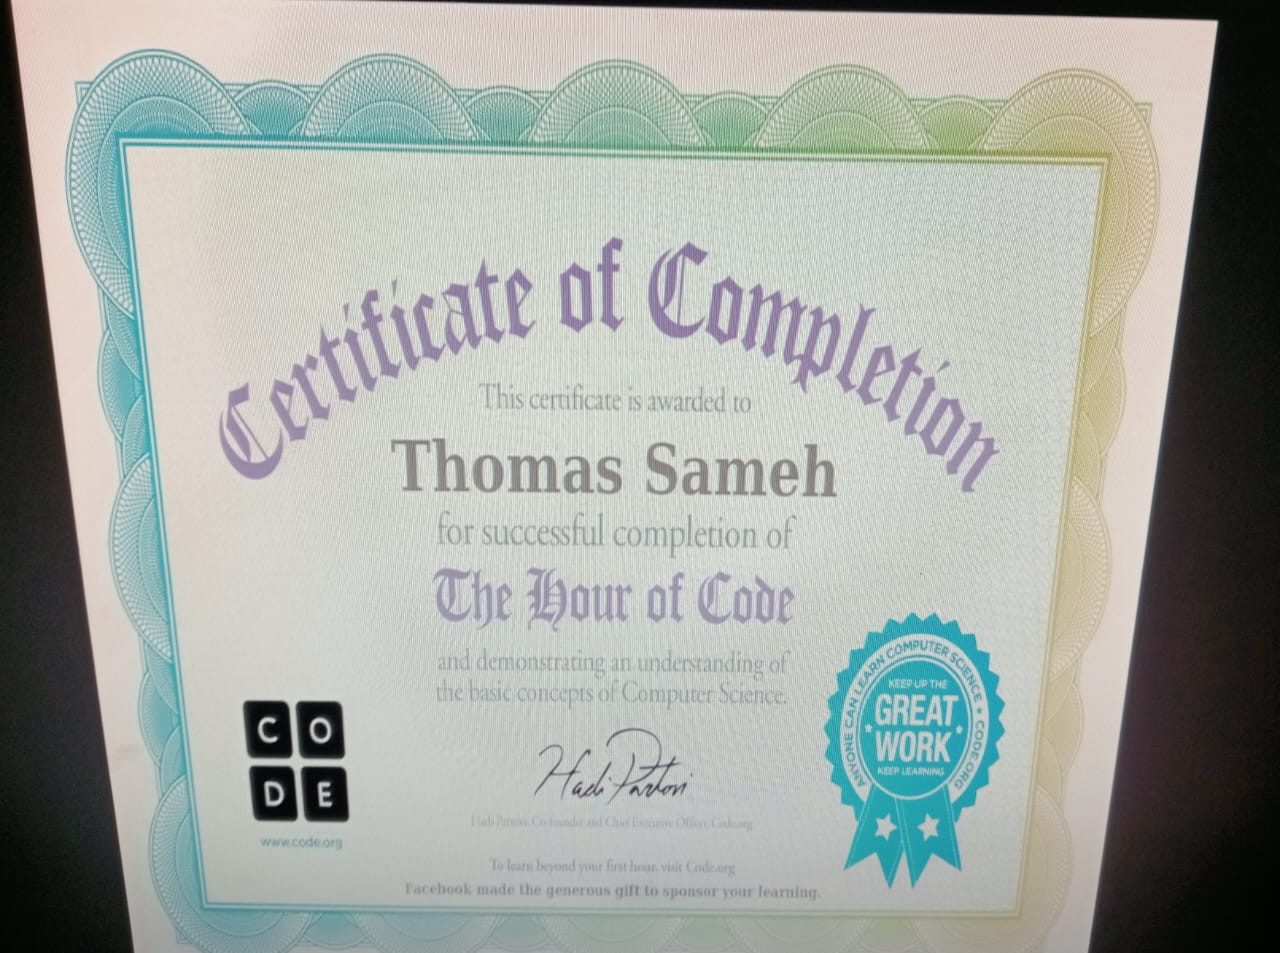 Certificate of Completion
This certificate is awarded to
Thomas Sameh
for successful completion of
The Hour of Code
and demonstrating an understanding of
the basic concepts of Computer Science.
C O
D E
www.code.org
Hadi Partovi
Hadi Partovi, Co-founder and Chief Executive Officer, Code.org
To learn beyond your first hour, visit Code.org
Facebook made the generous gift to sponsor your learning.
ANYONE CAN LEARN COMPUTER SCIENCE • CODE.ORG
KEEP UP THE
GREAT
WORK
KEEP LEARNING